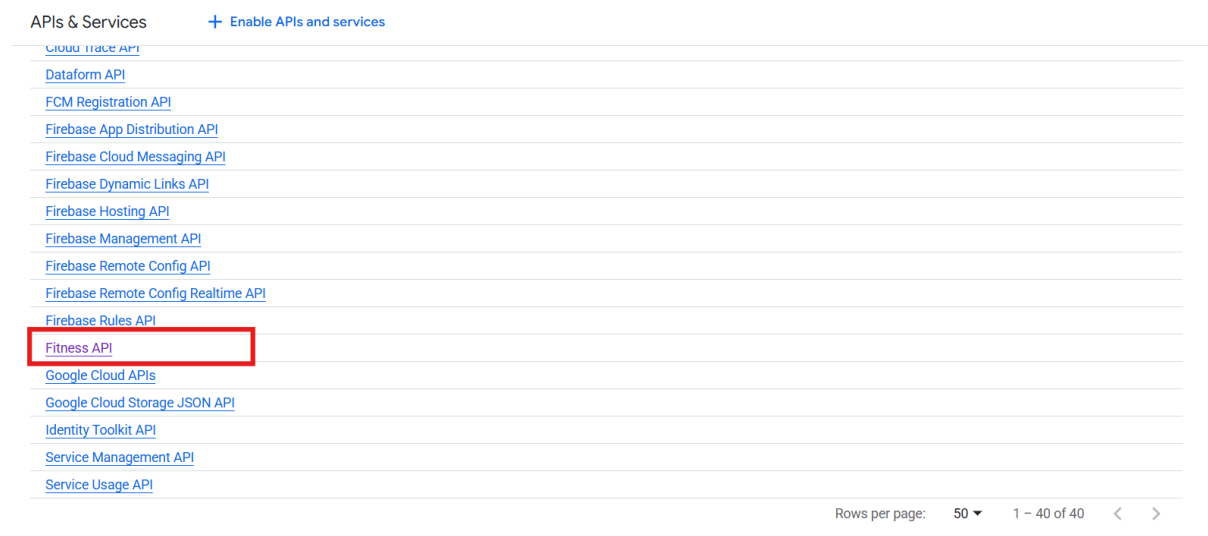 APIs & Services
+ Enable APIs and services
Cloud Trace API
Dataform API
FCM Registration API
Firebase App Distribution API
Firebase Cloud Messaging API
Firebase Dynamic Links API
Firebase Hosting API
Firebase Management API
Firebase Remote Config API
Firebase Remote Config Realtime API
Firebase Rules API
Fitness API
Google Cloud APIs
Google Cloud Storage JSON API
Identity Toolkit API
Service Management API
Service Usage API
Rows per page: 50 1 – 40 of 40